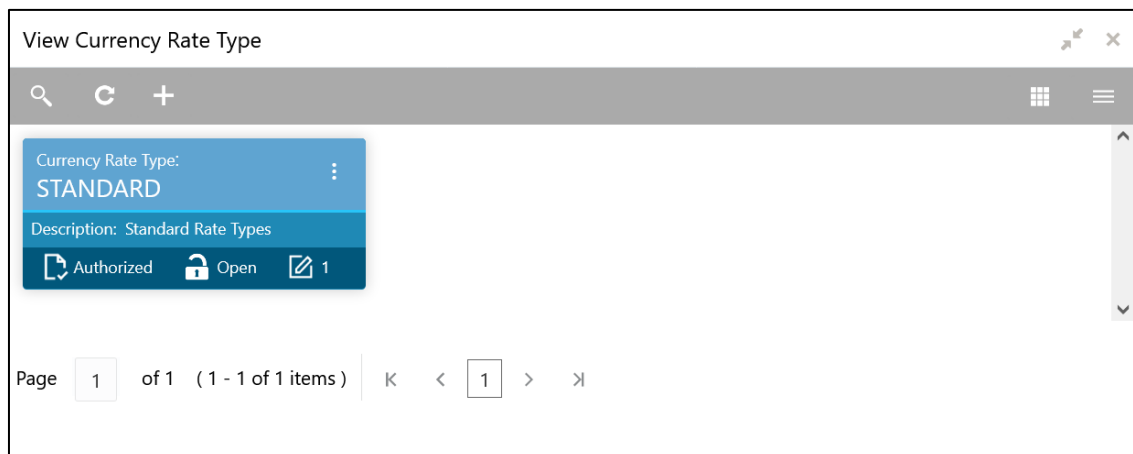 View Currency Rate Type
Currency Rate Type:
STANDARD
Description: Standard Rate Types
Authorized Open 1
Page 1 of 1 ( 1 - 1 of 1 items ) 1